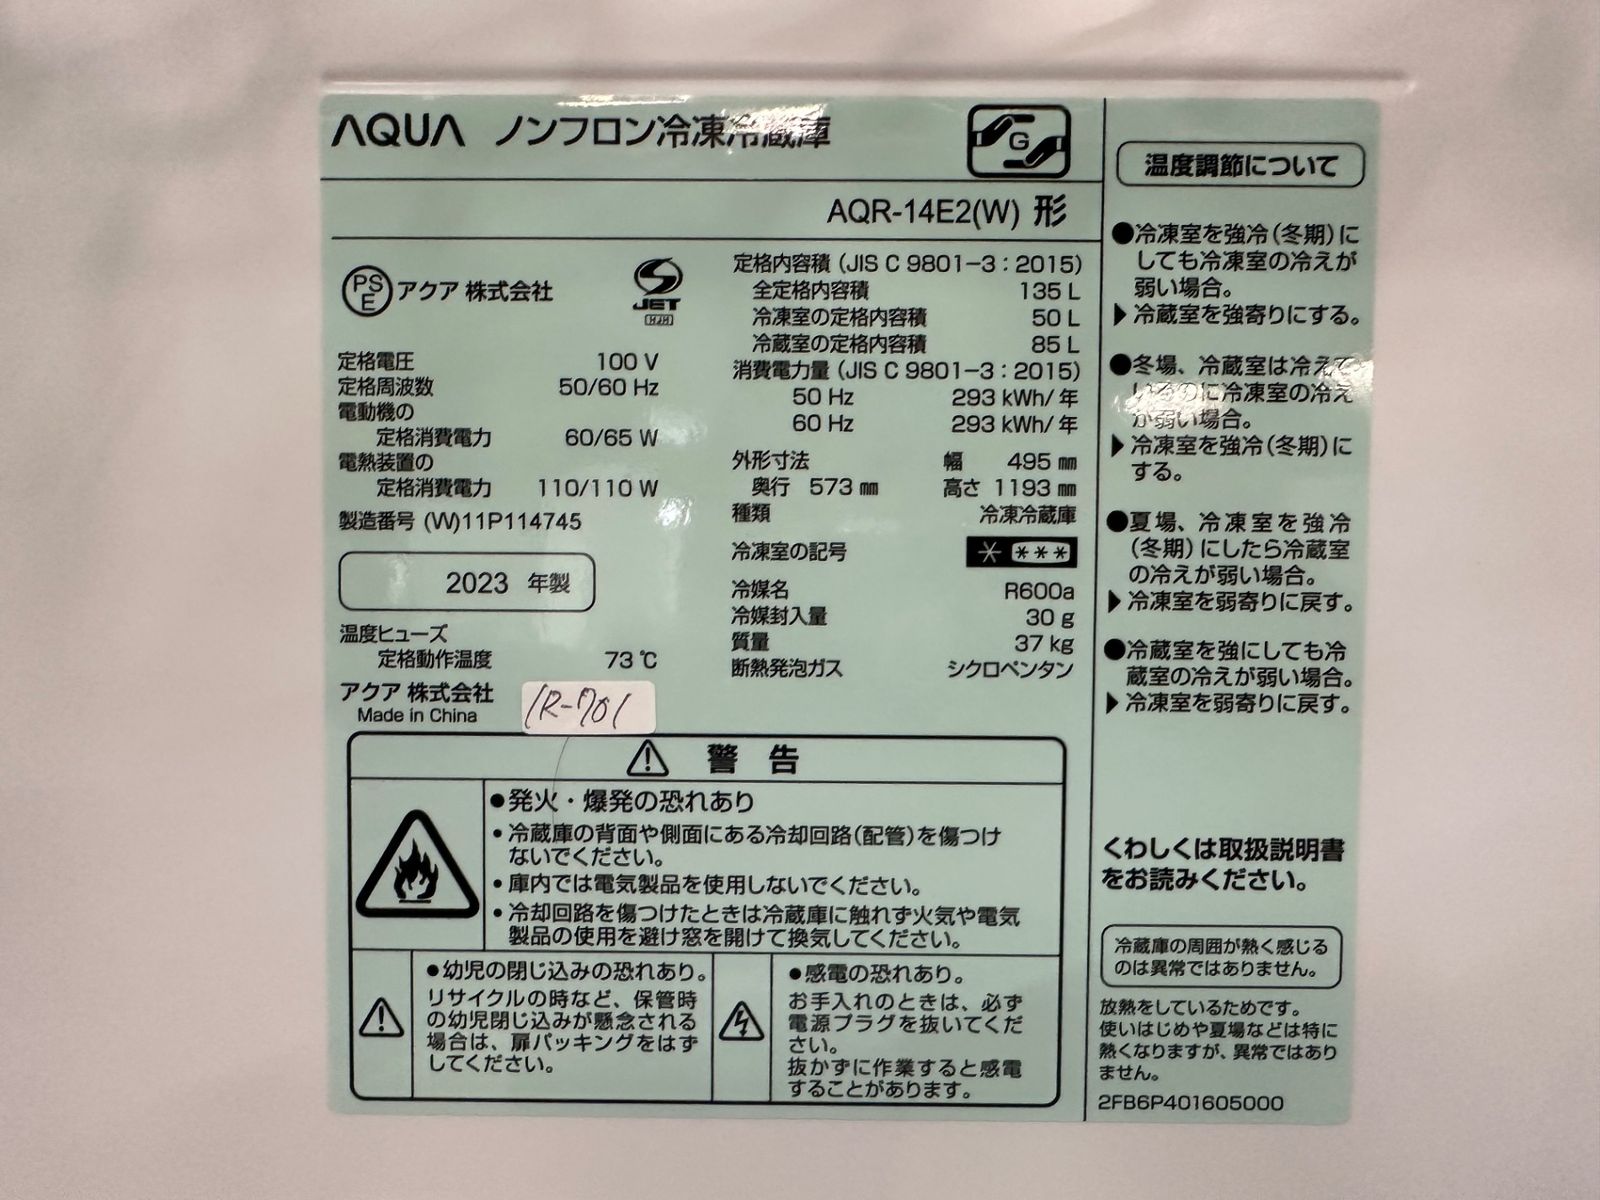 AQUA ノンフロン冷凍冷蔵庫
G
AQR-14E2(W) 形
PSE アクア 株式会社
JET
定格電圧 100 V
定格周波数 50/60 Hz
電動機の
定格消費電力 60/65 W
電熱装置の
定格消費電力 110/110 W
製造番号 (W)11P114745
2023 年製
温度ヒューズ
定格動作温度 73 ℃
アクア 株式会社
Made in China
定格内容積 (JIS C 9801-3:2015)
全定格内容積 135 L
冷凍室の定格内容積 50 L
冷蔵室の定格内容積 85 L
消費電力量 (JIS C 9801-3:2015)
50 Hz 293 kWh/年
60 Hz 293 kWh/年
外形寸法 幅 495 ㎜
奥行 573 ㎜ 高さ 1193 ㎜
種類 冷凍冷蔵庫
冷凍室の記号 * ***
冷媒名 R600a
冷媒封入量 30 g
質量 37 kg
断熱発泡ガス シクロペンタン
⚠ 警告
●発火・爆発の恐れあり
・冷蔵庫の背面や側面にある冷却回路(配管)を傷つけ
ないでください。
・庫内では電気製品を使用しないでください。
・冷却回路を傷つけたときは冷蔵庫に触れず火気や電気
製品の使用を避け窓を開けて換気してください。
●幼児の閉じ込みの恐れあり。
リサイクルの時など、保管時
の幼児閉じ込みが懸念される
場合は、扉パッキングをはず
してください。
●感電の恐れあり。
お手入れのときは、必ず
電源プラグを抜いてくだ
さい。
抜かずに作業すると感電
することがあります。
温度調節について
●冷凍室を強冷(冬期)に
しても冷凍室の冷えが
弱い場合。
▶冷蔵室を強寄りにする。
●冬場、冷蔵室は冷えて
いるのに冷凍室の冷え
が弱い場合。
▶冷凍室を強冷(冬期)に
する。
●夏場、冷凍室を強冷
(冬期)にしたら冷蔵室
の冷えが弱い場合。
▶冷凍室を弱寄りに戻す。
●冷蔵室を強にしても冷
蔵室の冷えが弱い場合。
▶冷凍室を弱寄りに戻す。
くわしくは取扱説明書
をお読みください。
冷蔵庫の周囲が熱く感じる
のは異常ではありません。
放熱をしているためです。
使いはじめや夏場などは特に
熱くなりますが、異常ではあり
ません。
2FB6P401605000